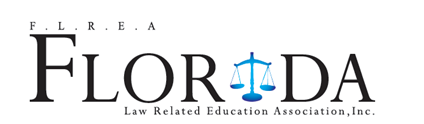 F.L.R.E.A
FLORIDA
Law Related Education Association,Inc.